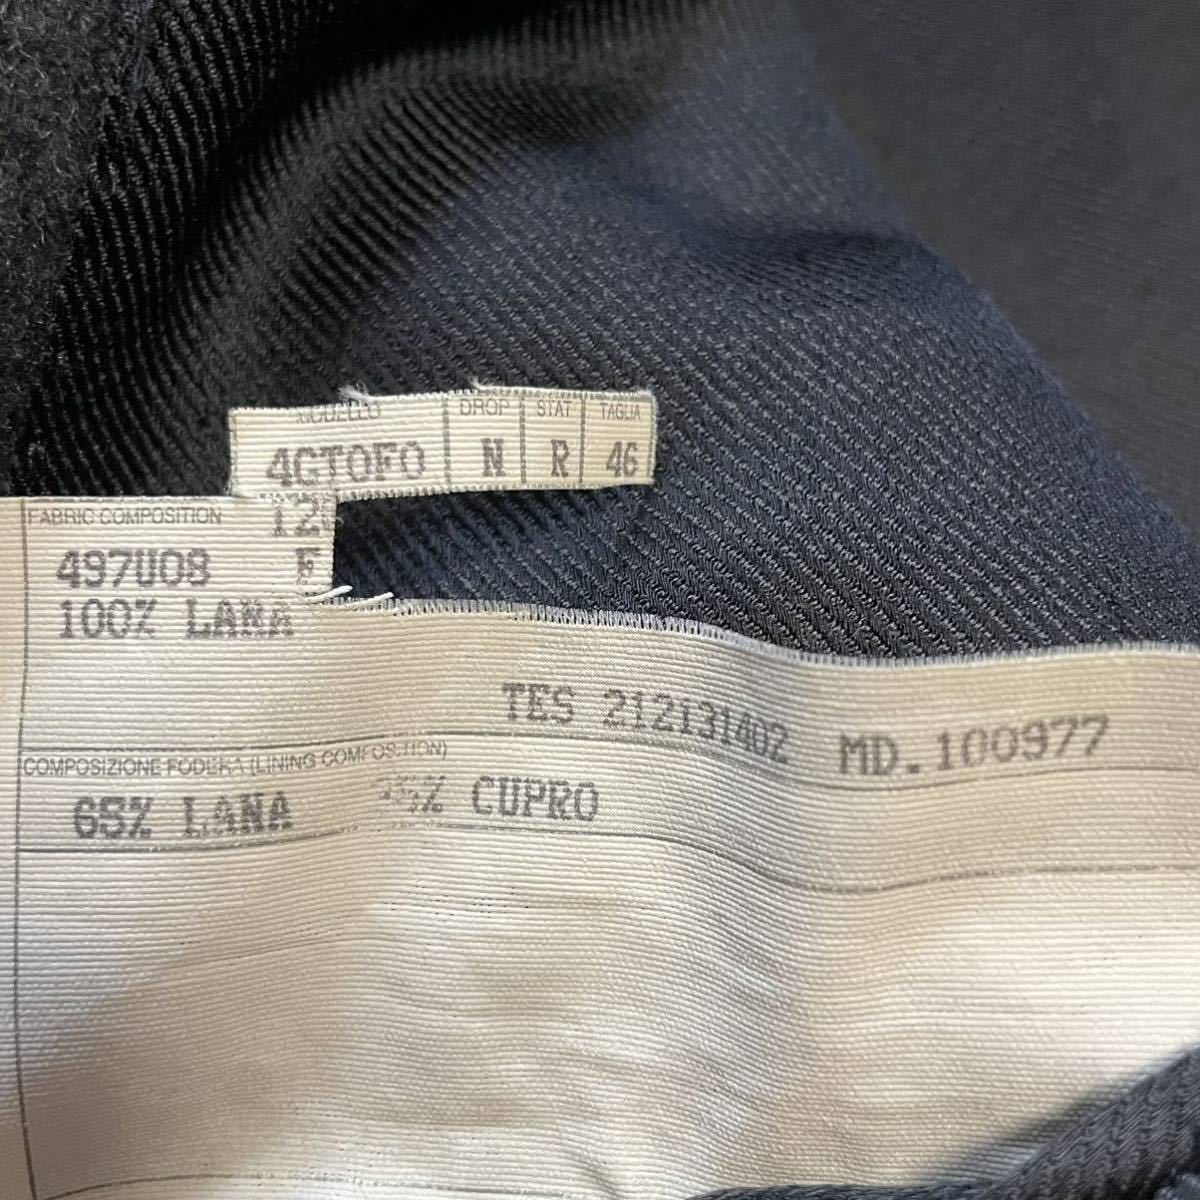 MODELLO DROP STAT TAGLIA
4GT0F0 N R 46
FABRIC COMPOSITION
497U08
100% LANA
TES 212131402 MD.100977
COMPOSIZIONE FODERA (LINING COMPOSITION)
65% LANA CUPRO